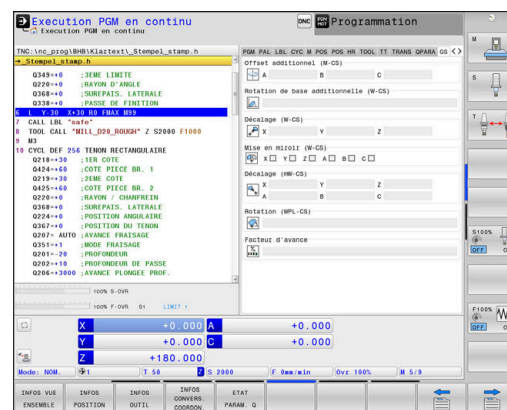 Execution PGM en continu
Execution PGM en continu
DNC
Programmation
TNC:\nc_prog\BHB\Klartext\_Stempel_stamp.h
→_Stempel_stamp.h
Q349=+0 ;3EME LIMITE
Q220=+0 ;RAYON D'ANGLE
Q368=+0 ;SUREPAIS. LATERALE
Q338=+0 ;PASSE DE FINITION
6 L Y-30 X+30 R0 FMAX M99
7 CALL LBL "safe"
8 TOOL CALL "MILL_D20_ROUGH" Z S2000 F1000
9 M3
10 CYCL DEF 256 TENON RECTANGULAIRE
Q218=+30 ;1ER COTE
Q424=+60 ;COTE PIECE BR. 1
Q219=+30 ;2EME COTE
Q425=+60 ;COTE PIECE BR. 2
Q220=+0 ;RAYON / CHANFREIN
Q368=+0 ;SUREPAIS. LATERALE
Q224=+0 ;POSITION ANGULAIRE
Q367=+0 ;POSITION DU TENON
Q207= AUTO ;AVANCE FRAISAGE
Q351=+1 ;MODE FRAISAGE
Q201=-20 ;PROFONDEUR
Q202=+10 ;PROFONDEUR DE PASSE
Q206=+3000 ;AVANCE PLONGEE PROF.
100% S-OVR
100% F-OVR S1 LIMIT 1
PGM PAL LBL CYC M POS POS HR TOOL TT TRANS QPARA GS
Offset additionnel (M-CS)
A B C
Rotation de base additionnelle (W-CS)
Décalage (W-CS)
X Y Z
Mise en miroir (W-CS)
X Y Z A B C
Décalage (mW-CS)
X Y Z
A B C
Rotation (WPL-CS)
Facteur d'avance
X +0.000 A +0.000
Y +0.000 C +0.000
Z +180.000
Mode: NOM. 1 T 50 Z S 2000 F 0mm/min Ovr 100% M 5/9
INFOS VUE ENSEMBLE
INFOS POSITION
INFOS OUTIL
INFOS CONVERS. COORDON.
ETAT PARAM. Q
M
S
T
S100%
OFF
F100%
OFF